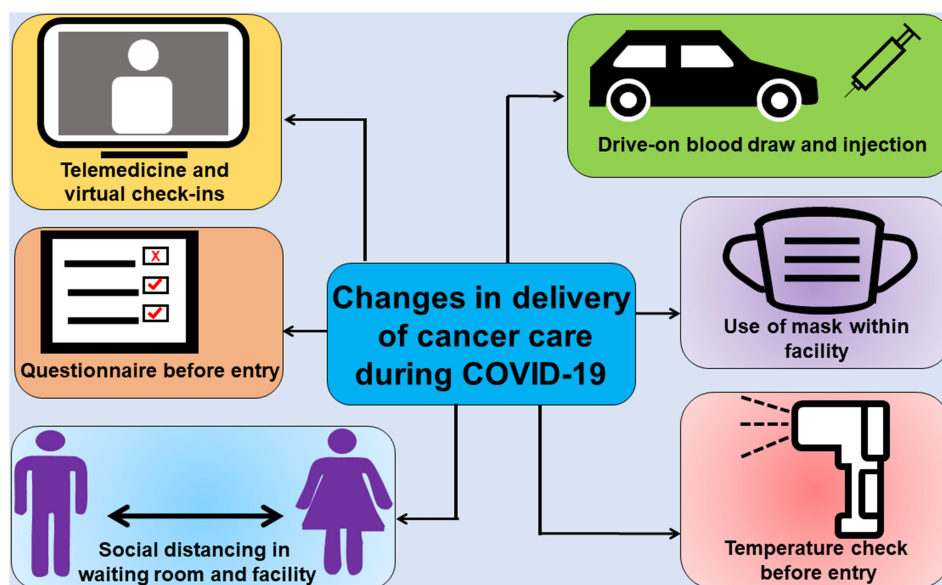 Telemedicine and
virtual check-ins
Drive-on blood draw and injection
Questionnaire before entry
Changes in delivery
of cancer care
during COVID-19
Use of mask within
facility
Social distancing in
waiting room and facility
Temperature check
before entry